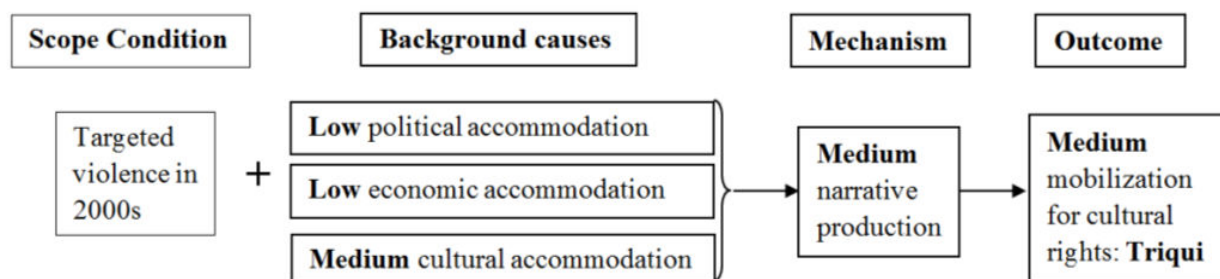 Scope Condition
Background causes
Mechanism
Outcome
Targeted
violence in
2000s
+
Low political accommodation
Low economic accommodation
Medium cultural accommodation
Medium
narrative
production
Medium
mobilization
for cultural
rights: Triqui